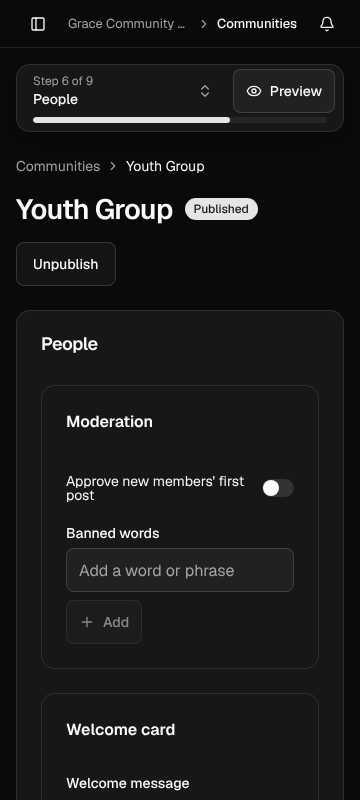 Grace Community ... > Communities
Step 6 of 9
People
Preview
Communities > Youth Group
Youth Group
Published
Unpublish
People
Moderation
Approve new members' first
post
Banned words
Add a word or phrase
+ Add
Welcome card
Welcome message